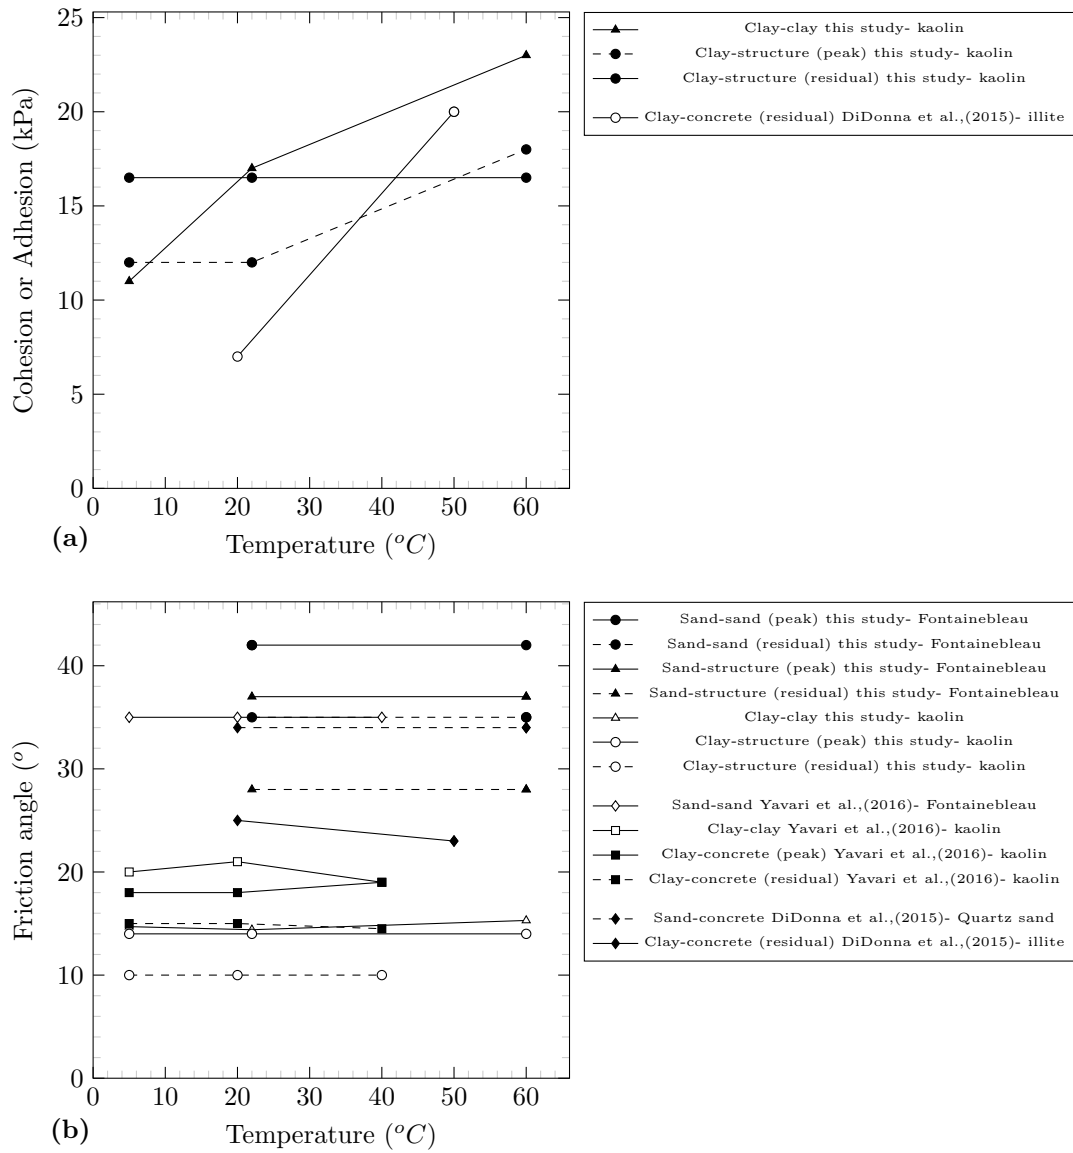 25
20
15
10
5
0
Cohesion or Adhesion (kPa)
0 10 20 30 40 50 60
Temperature (°C)
(a)
Clay-clay this study- kaolin
Clay-structure (peak) this study- kaolin
Clay-structure (residual) this study- kaolin
Clay-concrete (residual) DiDonna et al.,(2015)- illite
40
30
20
10
0
Friction angle (°)
0 10 20 30 40 50 60
Temperature (°C)
(b)
Sand-sand (peak) this study- Fontainebleau
Sand-sand (residual) this study- Fontainebleau
Sand-structure (peak) this study- Fontainebleau
Sand-structure (residual) this study- Fontainebleau
Clay-clay this study- kaolin
Clay-structure (peak) this study- kaolin
Clay-structure (residual) this study- kaolin
Sand-sand Yavari et al.,(2016)- Fontainebleau
Clay-clay Yavari et al.,(2016)- kaolin
Clay-concrete (peak) Yavari et al.,(2016)- kaolin
Clay-concrete (residual) Yavari et al.,(2016)- kaolin
Sand-concrete DiDonna et al.,(2015)- Quartz sand
Clay-concrete (residual) DiDonna et al.,(2015)- illite